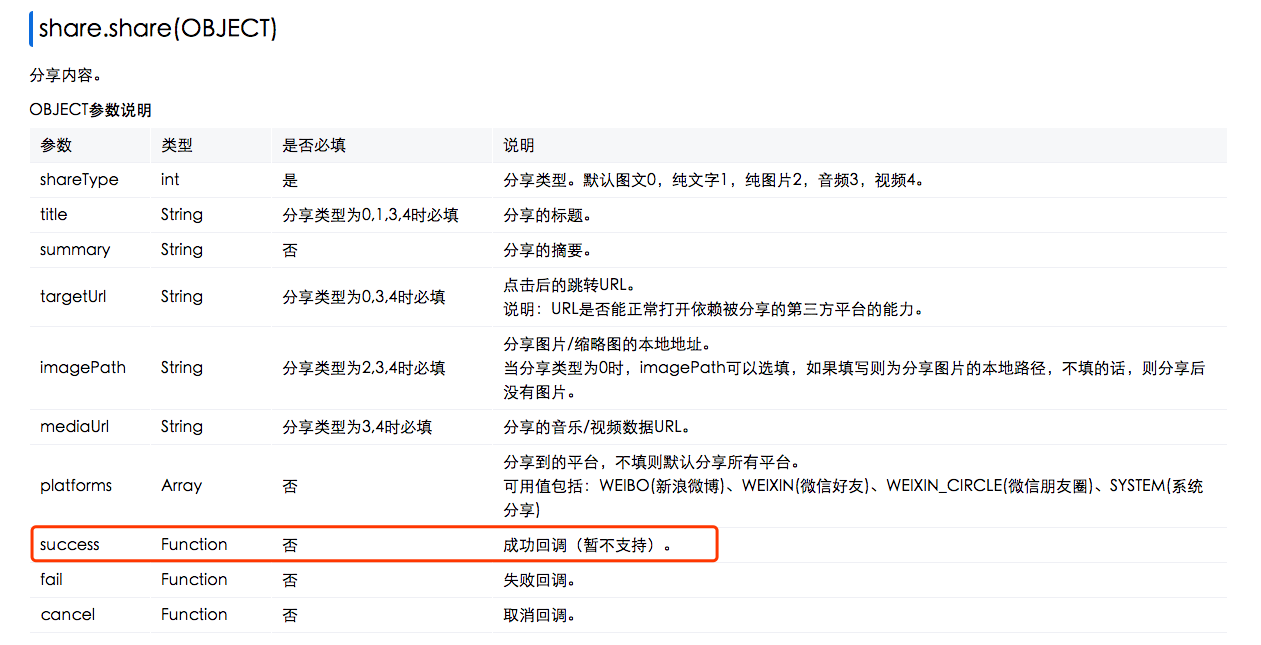 share.share(OBJECT)
分享内容。
OBJECT参数说明
参数 类型 是否必填 说明
shareType int 是 分享类型。默认图文0，纯文字1，纯图片2，音频3，视频4。
title String 分享类型为0,1,3,4时必填 分享的标题。
summary String 否 分享的摘要。
targetUrl String 分享类型为0,3,4时必填 点击后的跳转URL。
说明：URL是否能正常打开依赖被分享的第三方平台的能力。
imagePath String 分享类型为2,3,4时必填 分享图片/缩略图的本地地址。
当分享类型为0时，imagePath可以选填，如果填写则为分享图片的本地路径，不填的话，则分享后
没有图片。
mediaUrl String 分享类型为3,4时必填 分享的音乐/视频数据URL。
platforms Array 否 分享到的平台，不填则默认分享所有平台。
可用值包括：WEIBO(新浪微博)、WEIXIN(微信好友)、WEIXIN_CIRCLE(微信朋友圈)、SYSTEM(系统
分享)
success Function 否 成功回调（暂不支持）。
fail Function 否 失败回调。
cancel Function 否 取消回调。